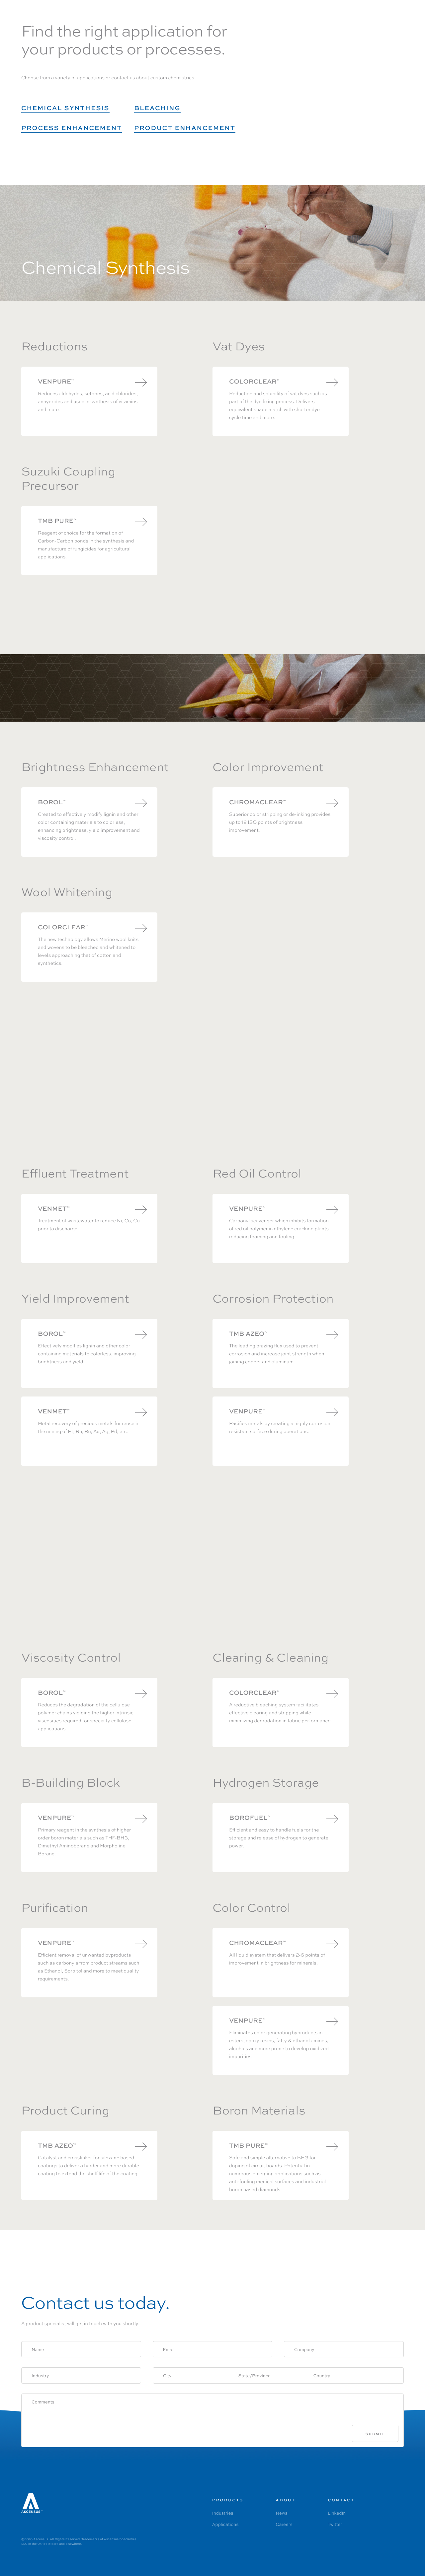 Find the right application for
your products or processes.
Choose from a variety of applications or contact us about custom chemistries.
CHEMICAL SYNTHESIS
BLEACHING
PROCESS ENHANCEMENT
PRODUCT ENHANCEMENT
Chemical Synthesis
Reductions
VENPURE™
Reduces aldehydes, ketones, acid chlorides,
anhydrides and used in synthesis of vitamins
and more.
Vat Dyes
COLORCLEAR™
Reduction and solubility of vat dyes such as
part of the dye fixing process. Delivers
equivalent shade match with shorter dye
cycle time and more.
Suzuki Coupling
Precursor
TMB PURE™
Reagent of choice for the formation of
Carbon-Carbon bonds in the synthesis and
manufacture of fungicides for agricultural
applications.
Brightness Enhancement
BOROL™
Created to effectively modify lignin and other
color containing materials to colorless,
enhancing brightness, yield improvement and
viscosity control.
Color Improvement
CHROMACLEAR™
Superior color stripping or de-inking provides
up to 12 ISO points of brightness
improvement.
Wool Whitening
COLORCLEAR™
The new technology allows Merino wool knits
and wovens to be bleached and whitened to
levels approaching that of cotton and
synthetics.
Effluent Treatment
VENMET™
Treatment of wastewater to reduce Ni, Cr, Cu
prior to discharge.
Red Oil Control
VENPURE™
Carbonyl scavenger which inhibits formation
of red oil polymer in ethylene cracking plants
reducing foaming and fouling.
Yield Improvement
BOROL™
Effectively modifies lignin and other color
containing materials to colorless, improving
brightness and yield.
VENMET™
Metal recovery of precious metals for reuse in
the mining of Pt, Rh, Ru, Au, Ag, Pd, etc.
Corrosion Protection
TMB AZEO™
The leading brazing flux used to prevent
corrosion and increase joint strength when
joining copper and aluminum.
VENPURE™
Pacifies metals by creating a highly corrosion
resistant surface during operations.
Viscosity Control
BOROL™
Reduces the degradation of the cellulose
polymer chains yielding the higher intrinsic
viscosities required for specialty cellulose
applications.
Clearing & Cleaning
COLORCLEAR™
A reductive bleaching system facilitates
effective clearing and stripping while
minimizing degradation in fabric performance.
B-Building Block
VENPURE™
Primary reagent in the synthesis of higher
order boron materials such as THF:BH3,
Dimethyl Aminoborane and Morpholine
Borane.
Hydrogen Storage
BOROFUEL™
Efficient and easy to handle fuels for the
storage and release of hydrogen to generate
power.
Purification
VENPURE™
Efficient removal of unwanted byproducts
such as carbonyls from product streams such
as Ethanol, Sorbitol and more to meet quality
requirements.
Color Control
CHROMACLEAR™
All liquid system that delivers 2-8 points of
improvement in brightness for minerals.
VENPURE™
Eliminates color generating byproducts in
esters, epoxy resins, fatty & ethanol amines,
alcohols and more prone to develop oxidized
impurities.
Product Curing
TMB AZEO™
Catalyst and crosslinker for siloxane based
coatings to deliver a harder and more durable
coating to extend the shelf life of the coating.
Boron Materials
TMB PURE™
Safe and simple alternative to BH3 for
doping of circuit boards. Potential in
numerous emerging applications such as
anti-fouling medical surfaces and industrial
boron based diamonds.
Contact us today.
A product specialist will get in touch with you shortly.
Name
Email
Company
Industry
City
State/Province
Country
Comments
SUBMIT
ASCENSUS
PRODUCTS
ABOUT
CONTACT
Industries
News
LinkedIn
Applications
Careers
Twitter